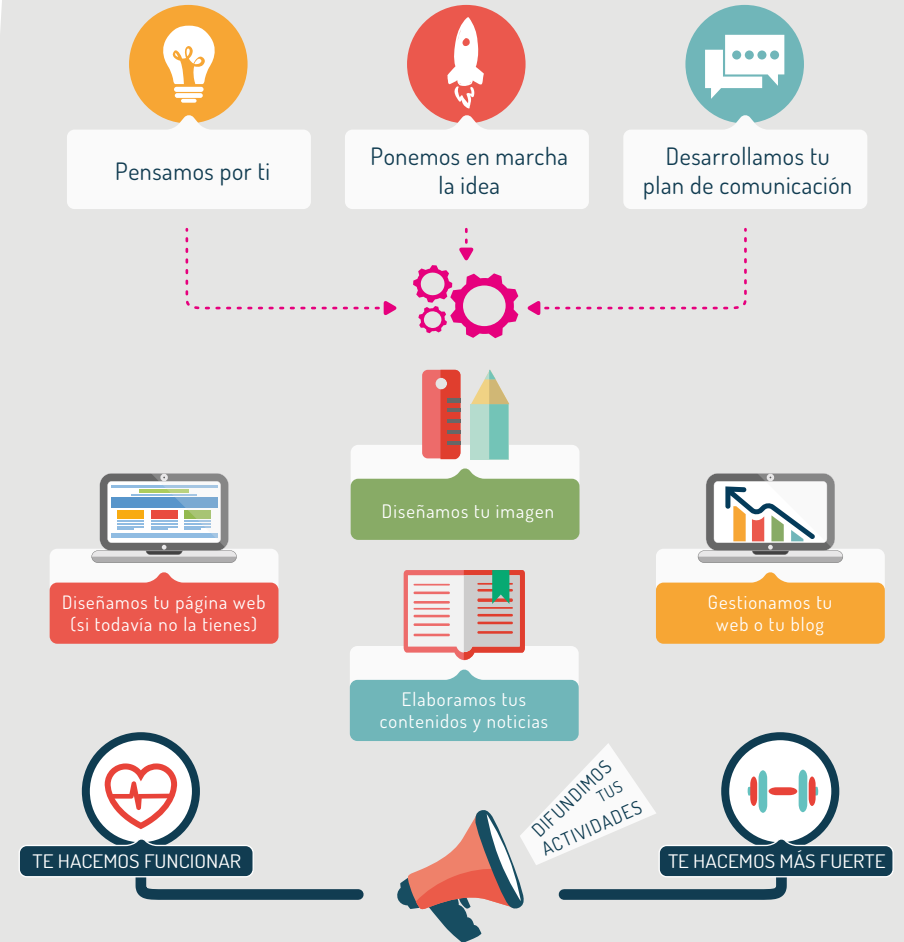 Pensamos por ti
Ponemos en marcha
la idea
Desarrollamos tu
plan de comunicación
Diseñamos tu imagen
Diseñamos tu página web
(si todavía no la tienes)
Gestionamos tu
web o tu blog
Elaboramos tus
contenidos y noticias
DIFUNDIMOS
TUS
ACTIVIDADES
TE HACEMOS FUNCIONAR
TE HACEMOS MÁS FUERTE